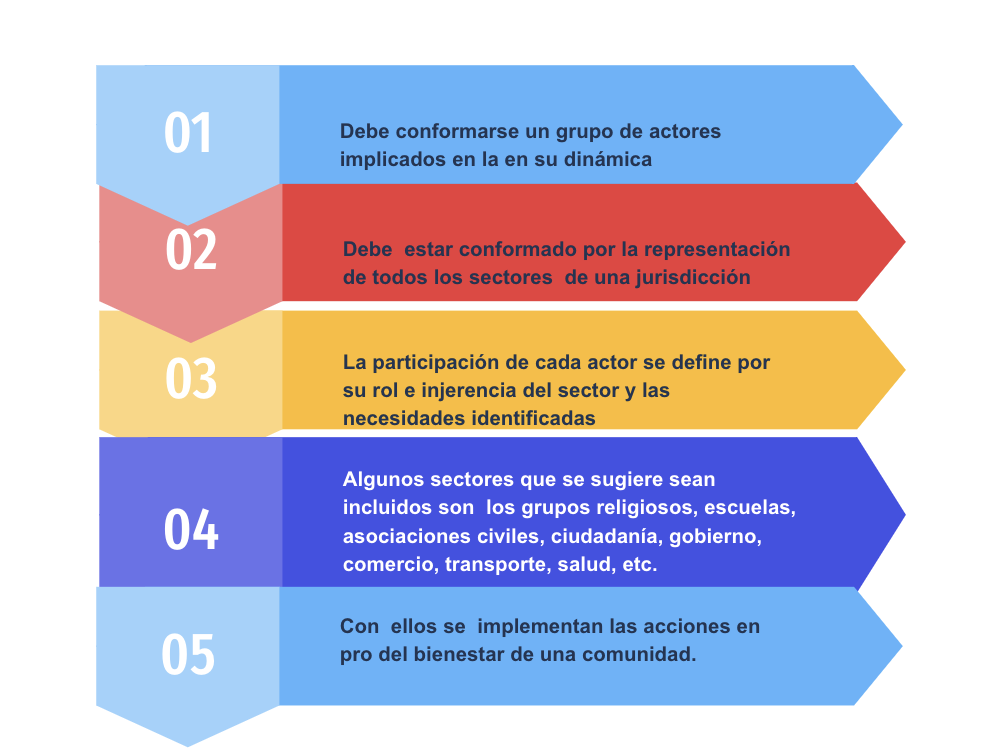 01
Debe conformarse un grupo de actores
implicados en la en su dinámica
02
Debe  estar conformado por la representación
de todos los sectores  de una jurisdicción
03
La participación de cada actor se define por
su rol e injerencia del sector y las
necesidades identificadas
04
Algunos sectores que se sugiere sean
incluidos son  los grupos religiosos, escuelas,
asociaciones civiles, ciudadanía, gobierno,
comercio, transporte, salud, etc.
05
Con  ellos se  implementan las acciones en
pro del bienestar de una comunidad.